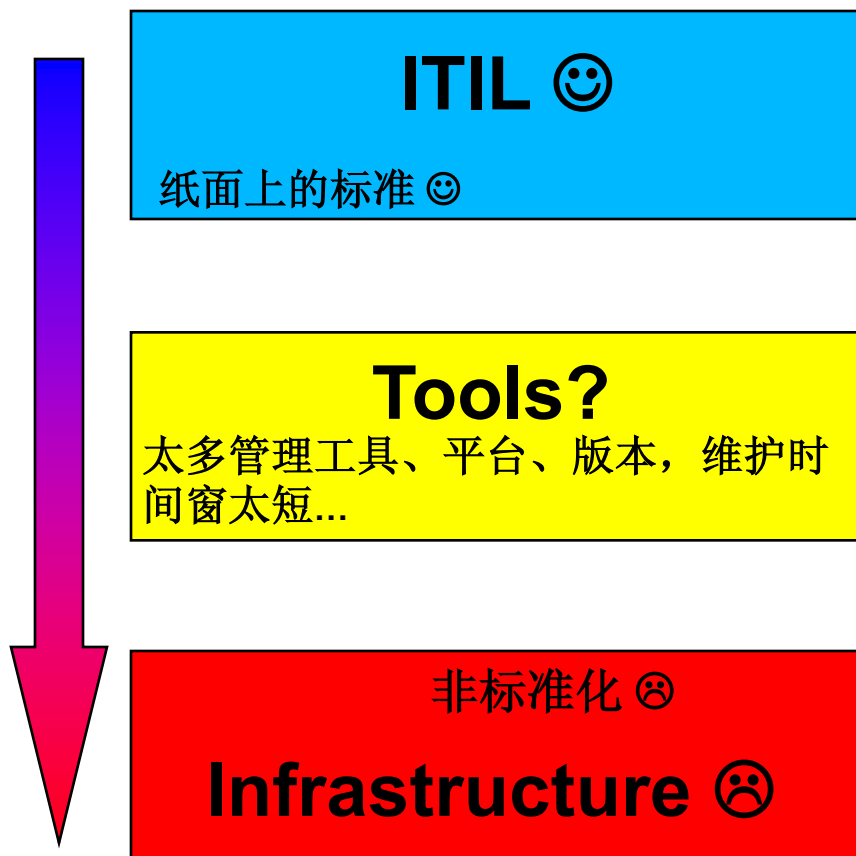 ITIL ☺
纸面上的标准 ☺
Tools?
太多管理工具、平台、版本，维护时
间窗太短...
非标准化 ☹
Infrastructure ☹